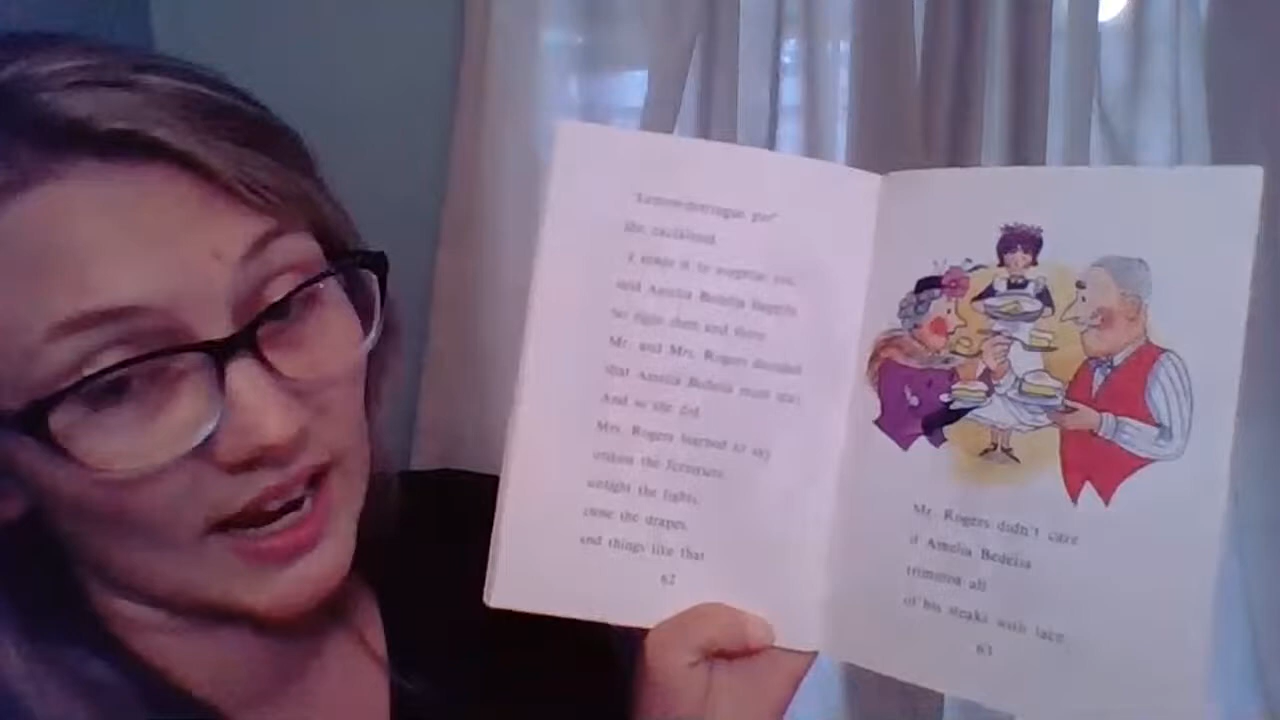 "Lemon-meringue pie!"
she exclaimed.
"I made it to surprise you,"
said Amelia Bedelia happily.
So right then and there
Mr. and Mrs. Rogers decided
that Amelia Bedelia must stay.
And so she did.
Mrs. Rogers learned to say
undust the furniture,
unlight the lights,
close the drapes,
and things like that.
62
Mr. Rogers didn't care
if Amelia Bedelia
trimmed all
of his steaks with lace.
63